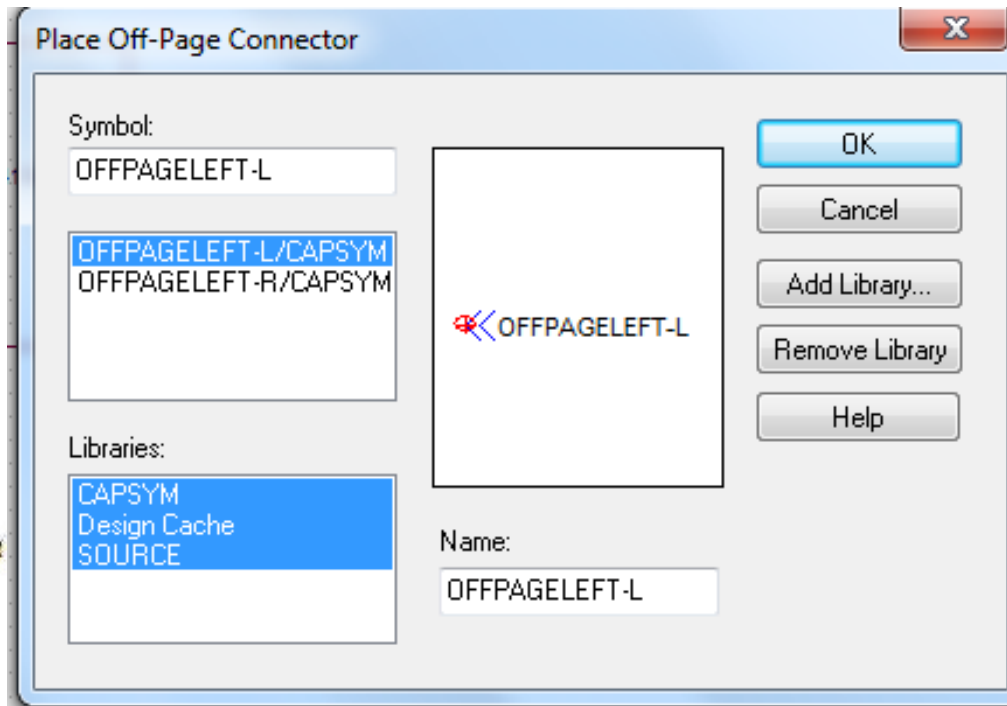 Place Off-Page Connector
Symbol:
OFFPAGELEFT-L
OFFPAGELEFT-L/CAPSYM
OFFPAGELEFT-R/CAPSYM
Libraries:
CAPSYM
Design Cache
SOURCE
OFFPAGELEFT-L
Name:
OFFPAGELEFT-L
OK
Cancel
Add Library...
Remove Library
Help